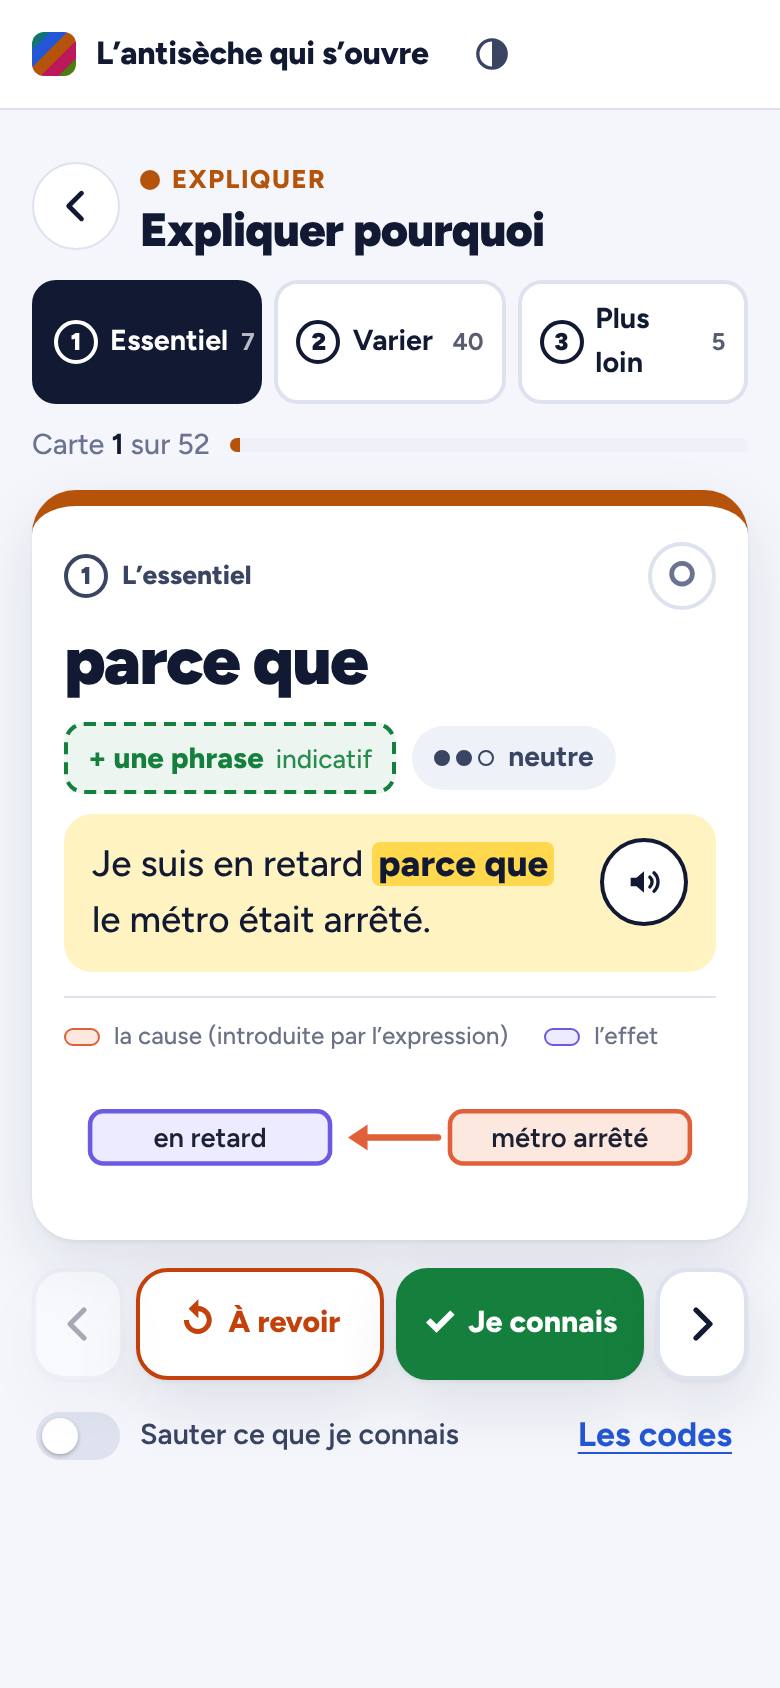 L’antisèche qui s’ouvre
EXPLIQUER
Expliquer pourquoi
1 Essentiel 7
2 Varier 40
3 Plus loin 5
Carte 1 sur 52
1 L’essentiel
parce que
+ une phrase indicatif
neutre
Je suis en retard parce que
le métro était arrêté.
la cause (introduite par l’expression)
l’effet
en retard
métro arrêté
À revoir
Je connais
Sauter ce que je connais
Les codes